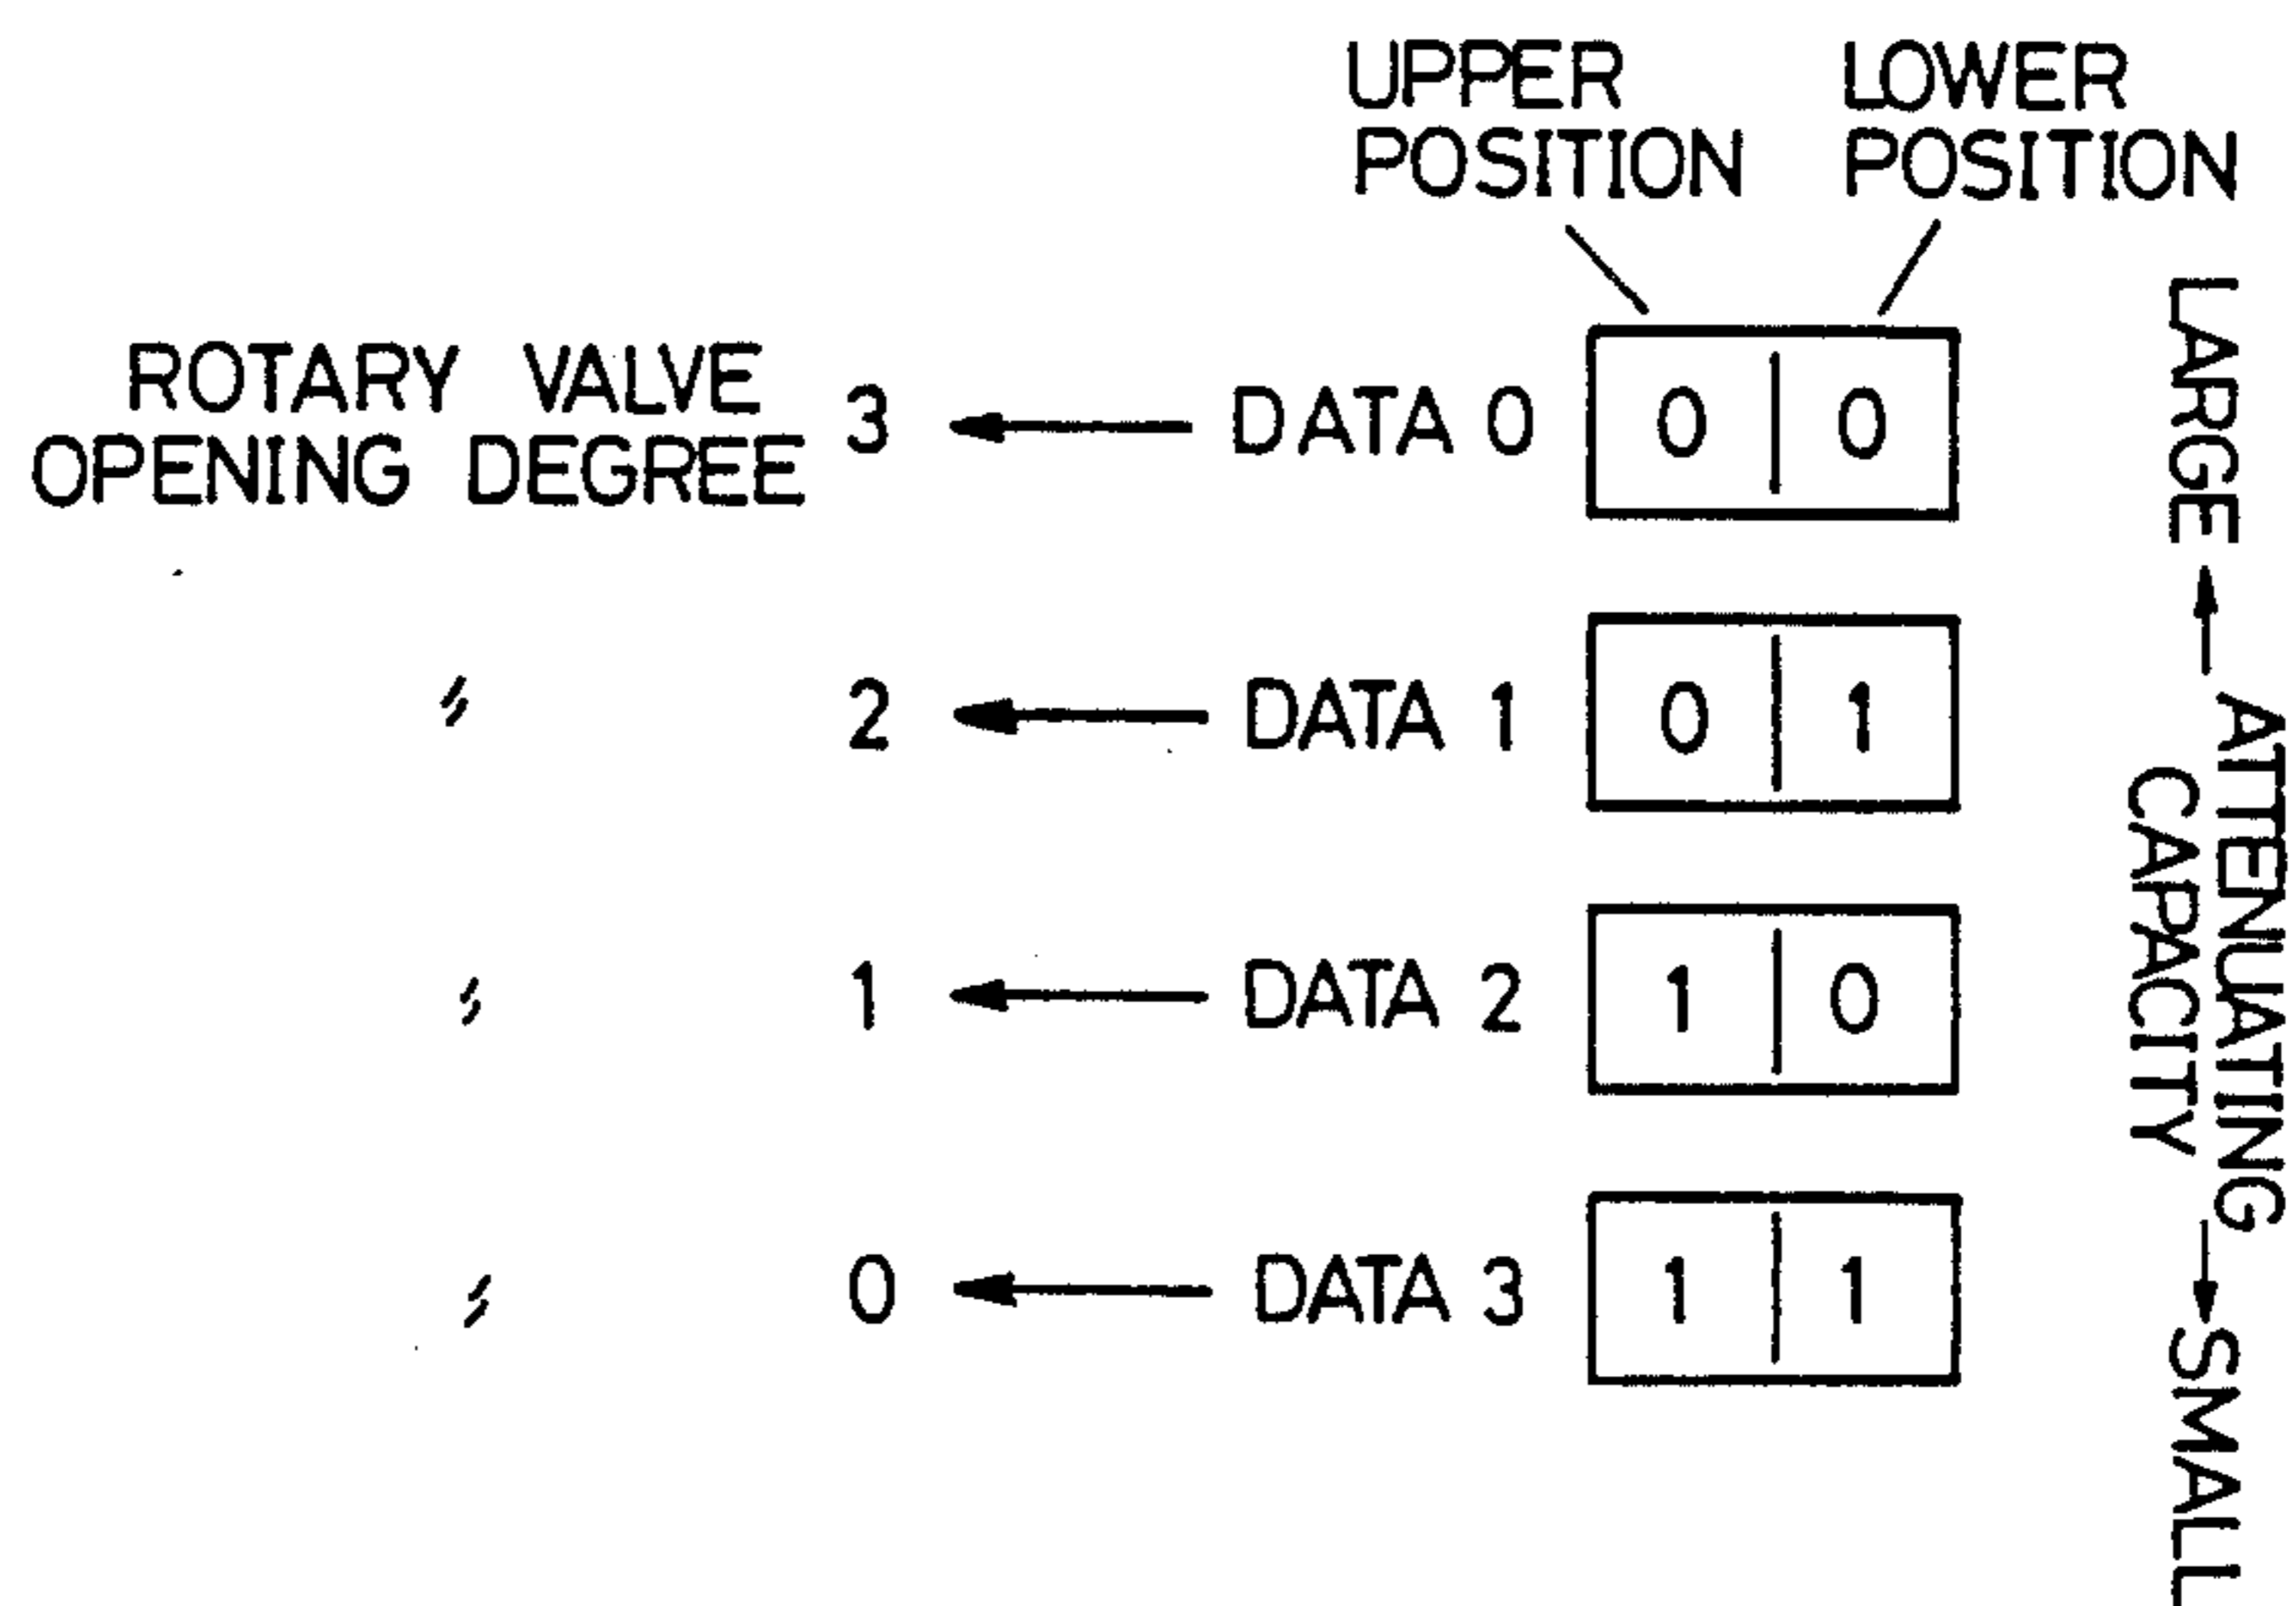 UPPER POSITION
LOWER POSITION
ROTARY VALVE
OPENING DEGREE 3 ← DATA 0 0 0
〃 2 ← DATA 1 0 1
〃 1 ← DATA 2 1 0
〃 0 ← DATA 3 1 1
LARGE ← ATTENUATING CAPACITY → SMALL